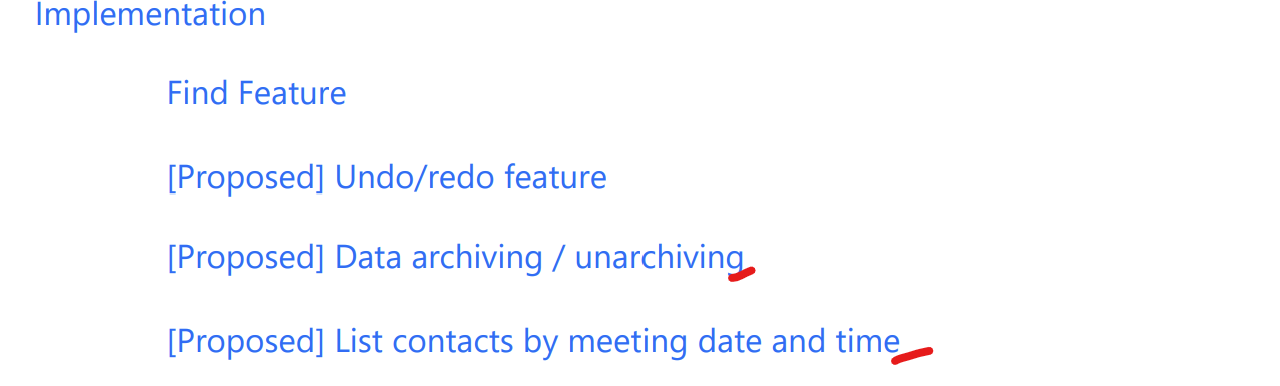 Implementation
Find Feature
[Proposed] Undo/redo feature
[Proposed] Data archiving / unarchiving
[Proposed] List contacts by meeting date and time